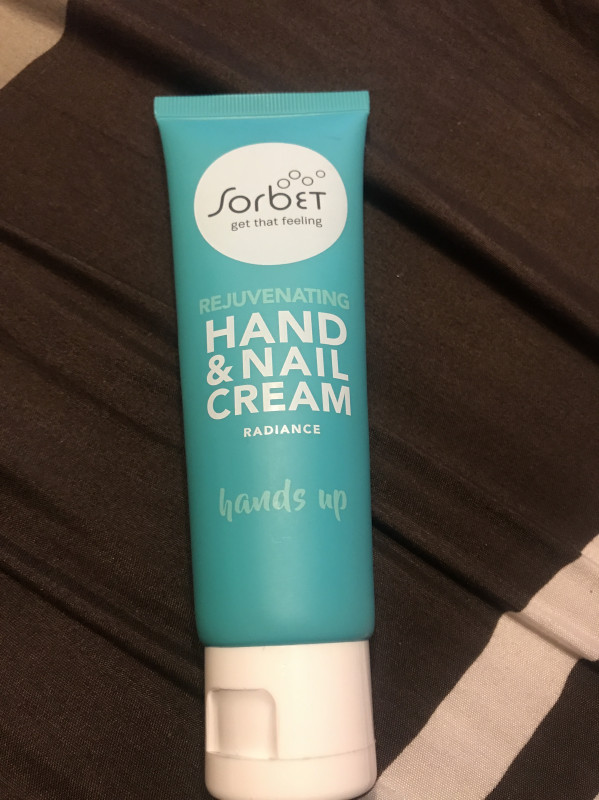 SorbET
get that feeling
REJUVENATING
HAND
& NAIL
CREAM
RADIANCE
hands up